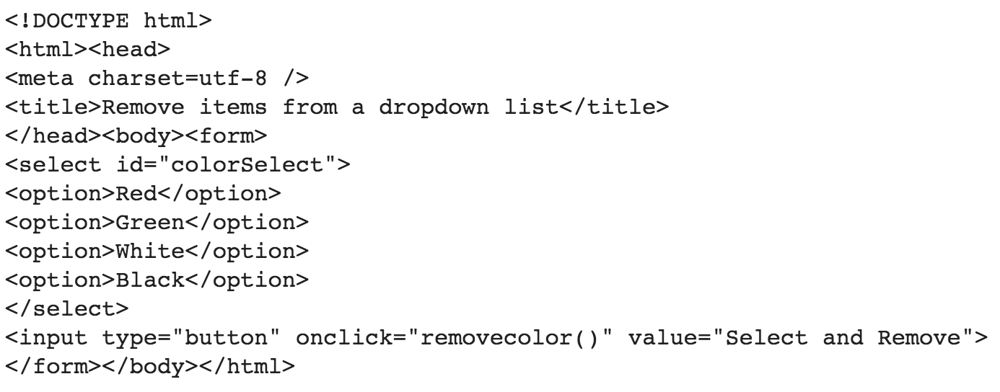 <!DOCTYPE html>
<html><head>
<meta charset=utf-8 />
<title>Remove items from a dropdown list</title>
</head><body><form>
<select id="colorSelect">
<option>Red</option>
<option>Green</option>
<option>White</option>
<option>Black</option>
</select>
<input type="button" onclick="removecolor()" value="Select and Remove">
</form></body></html>